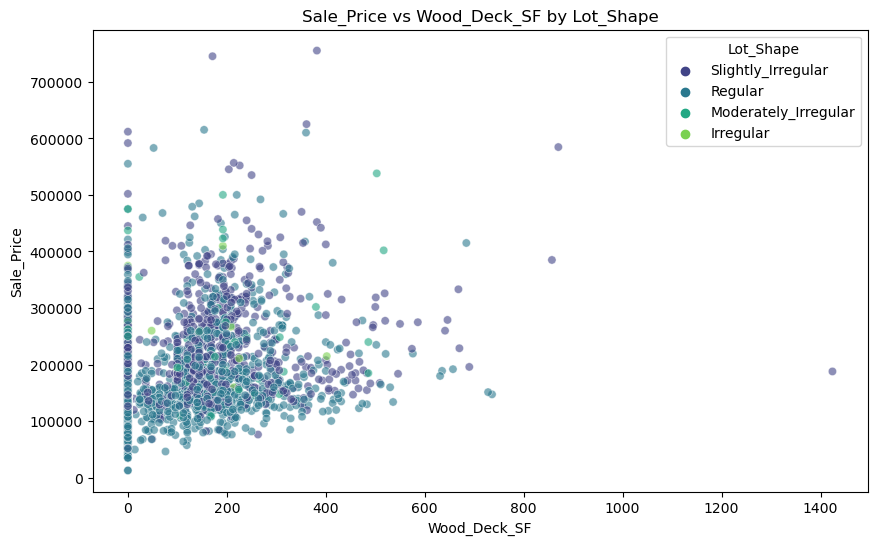 Sale_Price vs Wood_Deck_SF by Lot_Shape
Lot_Shape
Slightly_Irregular
Regular
Moderately_Irregular
Irregular
Sale_Price
700000
600000
500000
400000
300000
200000
100000
0
0 200 400 600 800 1000 1200 1400
Wood_Deck_SF